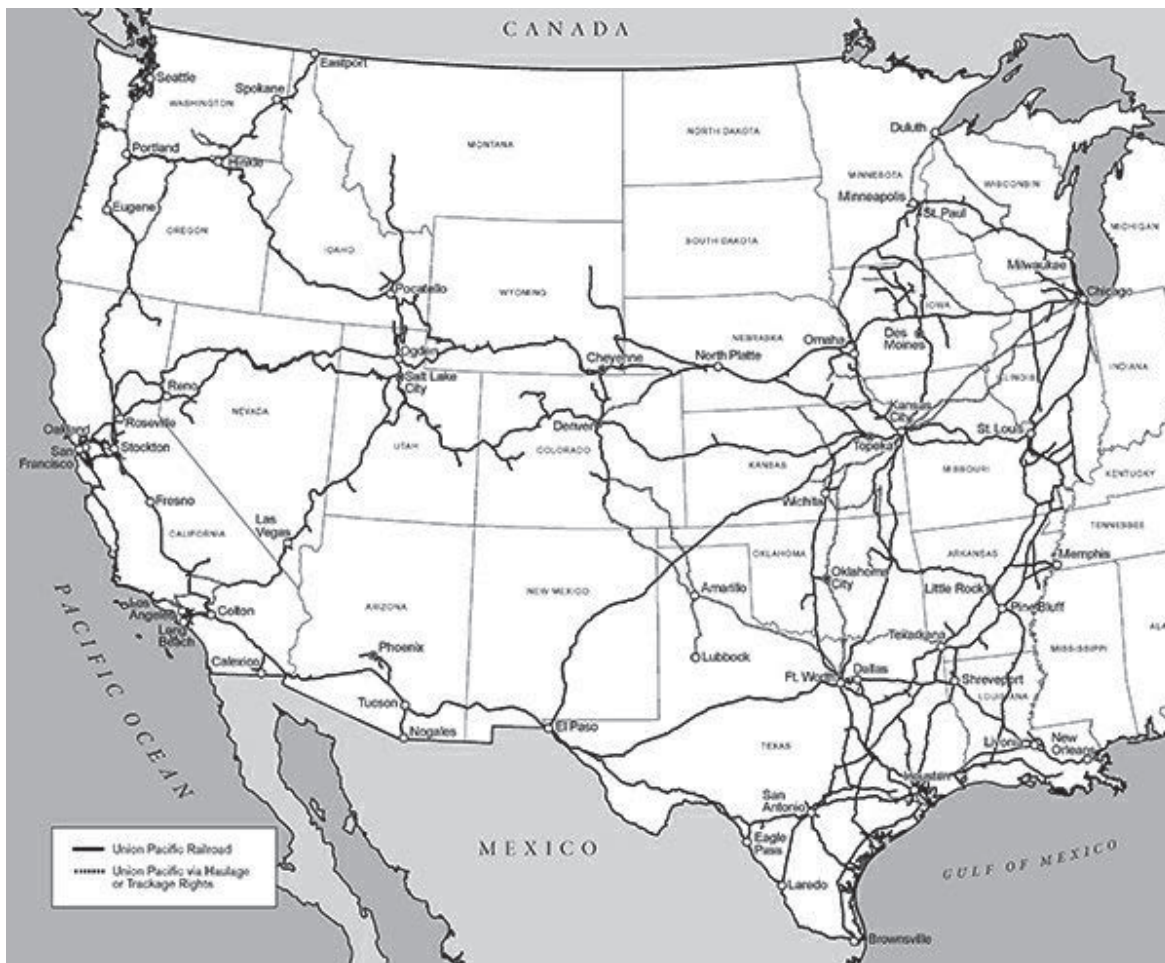 CANADA
Seattle
Eastport
Spokane
WASHINGTON
NORTH DAKOTA
Duluth
MONTANA
Portland
Hinkle
MINNESOTA
WISCONSIN
Minneapolis
St. Paul
Eugene
OREGON
SOUTH DAKOTA
MICHIGAN
IDAHO
Milwaukee
Pocatello
WYOMING
Chicago
IOWA
NEBRASKA
Omaha
Des
Moines
Ogden
Cheyenne
North Platte
Salt Lake
City
ILLINOIS
INDIANA
Reno
NEVADA
Roseville
Kansas
City
Oakland
San
Francisco
Stockton
UTAH
Denver
COLORADO
Topeka
St. Louis
KANSAS
MISSOURI
KENTUCKY
Fresno
Wichita
Las
Vegas
CALIFORNIA
TENNESSEE
OKLAHOMA
ARKANSAS
Memphis
Oklahoma
City
Amarillo
Little Rock
NEW MEXICO
ARIZONA
Los
Angeles
Long
Beach
Colton
Pine Bluff
PACIFIC OCEAN
Texarkana
MISSISSIPPI
ALA
Phoenix
Lubbock
Calexico
Ft. Worth
Dallas
Shreveport
LOUISIANA
Tucson
El Paso
Nogales
TEXAS
Livonia
New
Orleans
Houston
San
Antonio
MEXICO
Eagle
Pass
GULF OF MEXICO
Laredo
Brownsville
Union Pacific Railroad
Union Pacific via Haulage
or Trackage Rights